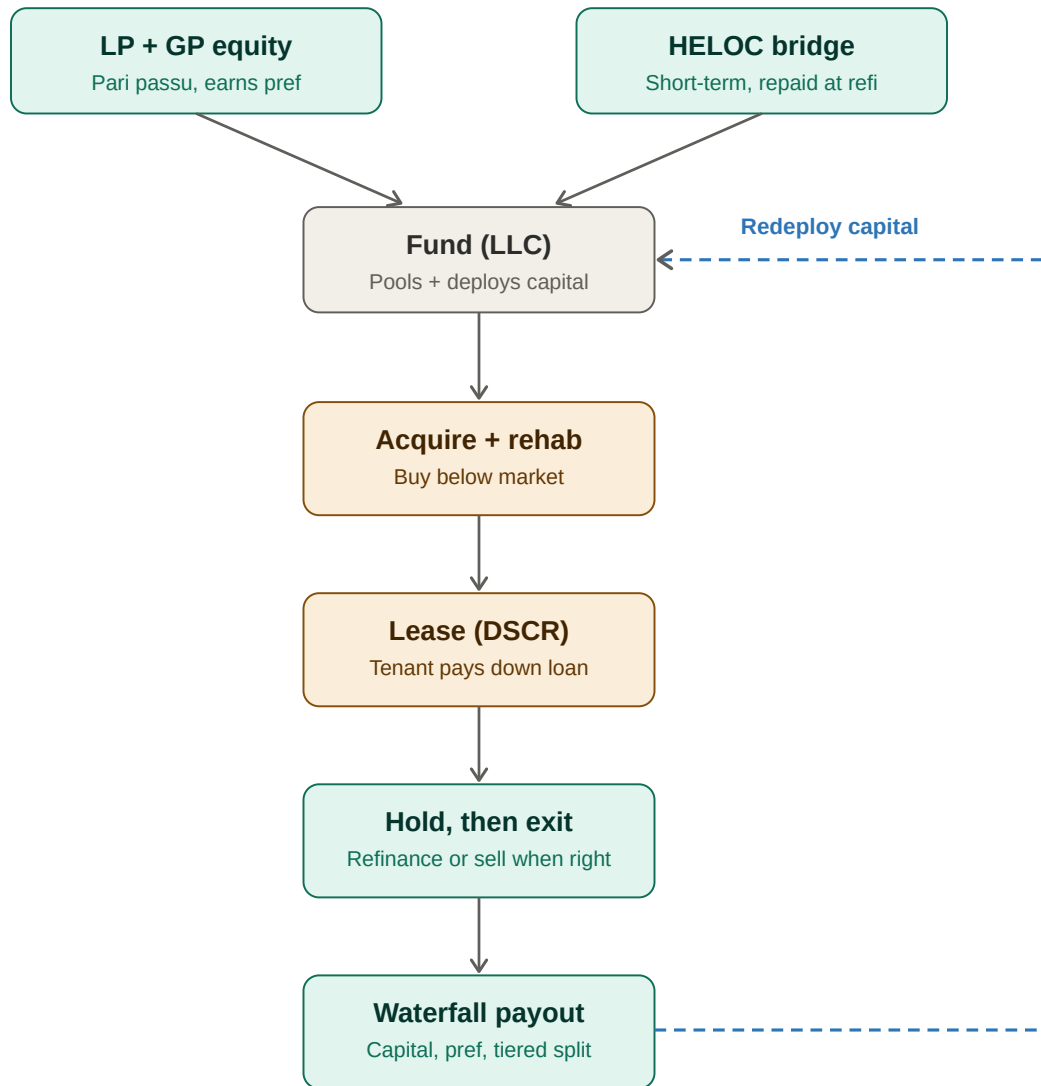 LP + GP equity
Pari passu, earns pref
HELOC bridge
Short-term, repaid at refi
Redeploy capital
Fund (LLC)
Pools + deploys capital
Acquire + rehab
Buy below market
Lease (DSCR)
Tenant pays down loan
Hold, then exit
Refinance or sell when right
Waterfall payout
Capital, pref, tiered split